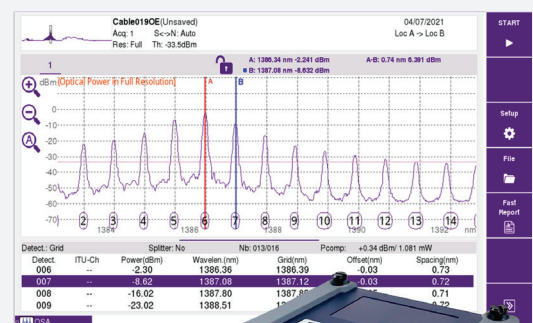 Cable019OE(Unsaved)
04/07/2021
START
Acq: 1 S<->N: Auto
Loc A -> Loc B
Res: Full Th: -33.5dBm
1
A: 1386.34 nm -2.241 dBm A-B: 0.74 nm 6.391 dBm
B: 1387.08 nm -8.632 dBm
dBm (Optical Power in Full Resolution)
A
B
0
-10
-20
-30
-40
-50
-60
-70
A
2 3 4 5 6 7 8 9 10 11 12 13 14
1384 1386 1388 1390 1392 nm
Setup
File
Fast
Report
Detect.: Grid Splitter: No Nb: 013/016 Pcomp: +0.34 dBm/ 1.081 mW
Detect. ITU-Ch Power(dBm) Wavelen.(nm) Grid(nm) Offset(nm) Spacing(nm)
006 -- -2.30 1386.36 1386.39 -0.03 0.73
007 -- -8.62 1387.08 1387.12 -0.03 0.72
008 -- -16.02 1387.80 0.71
009 -- -23.02 1388.51 0.72
OSA